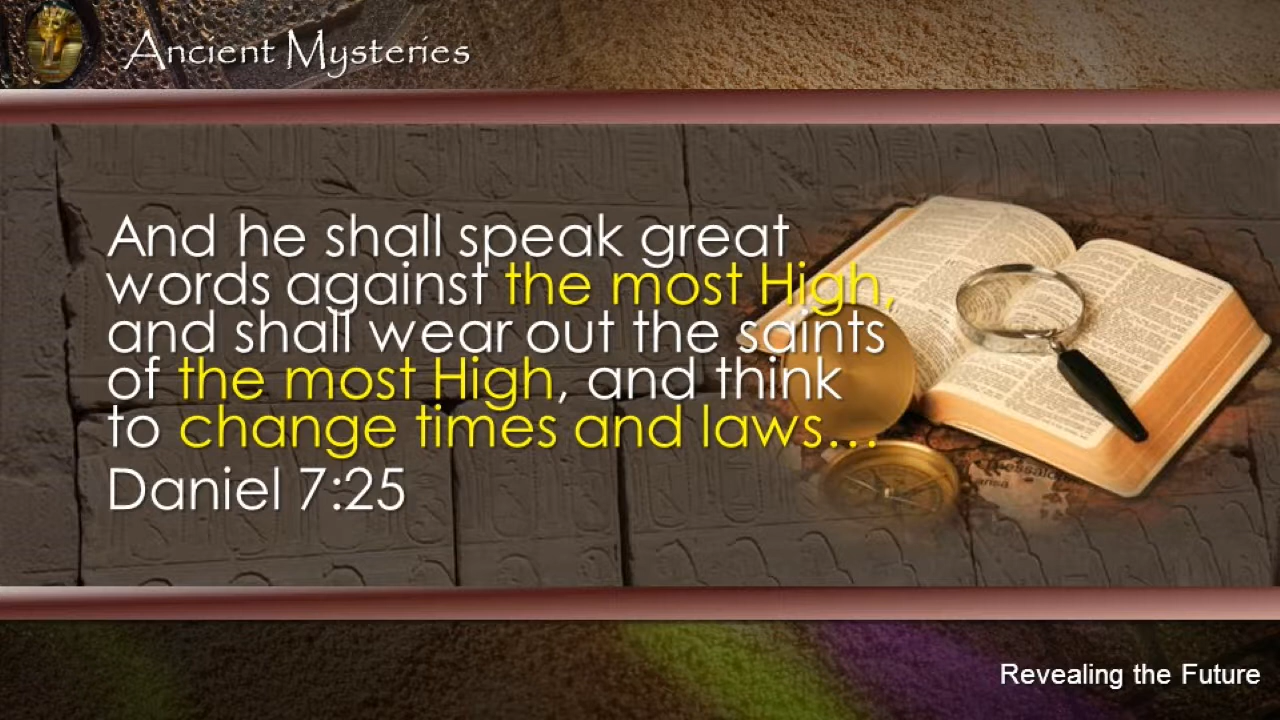 Ancient Mysteries
And he shall speak great
words against the most High,
and shall wear out the saints
of the most High, and think
to change times and laws…
Daniel 7:25
Revealing the Future